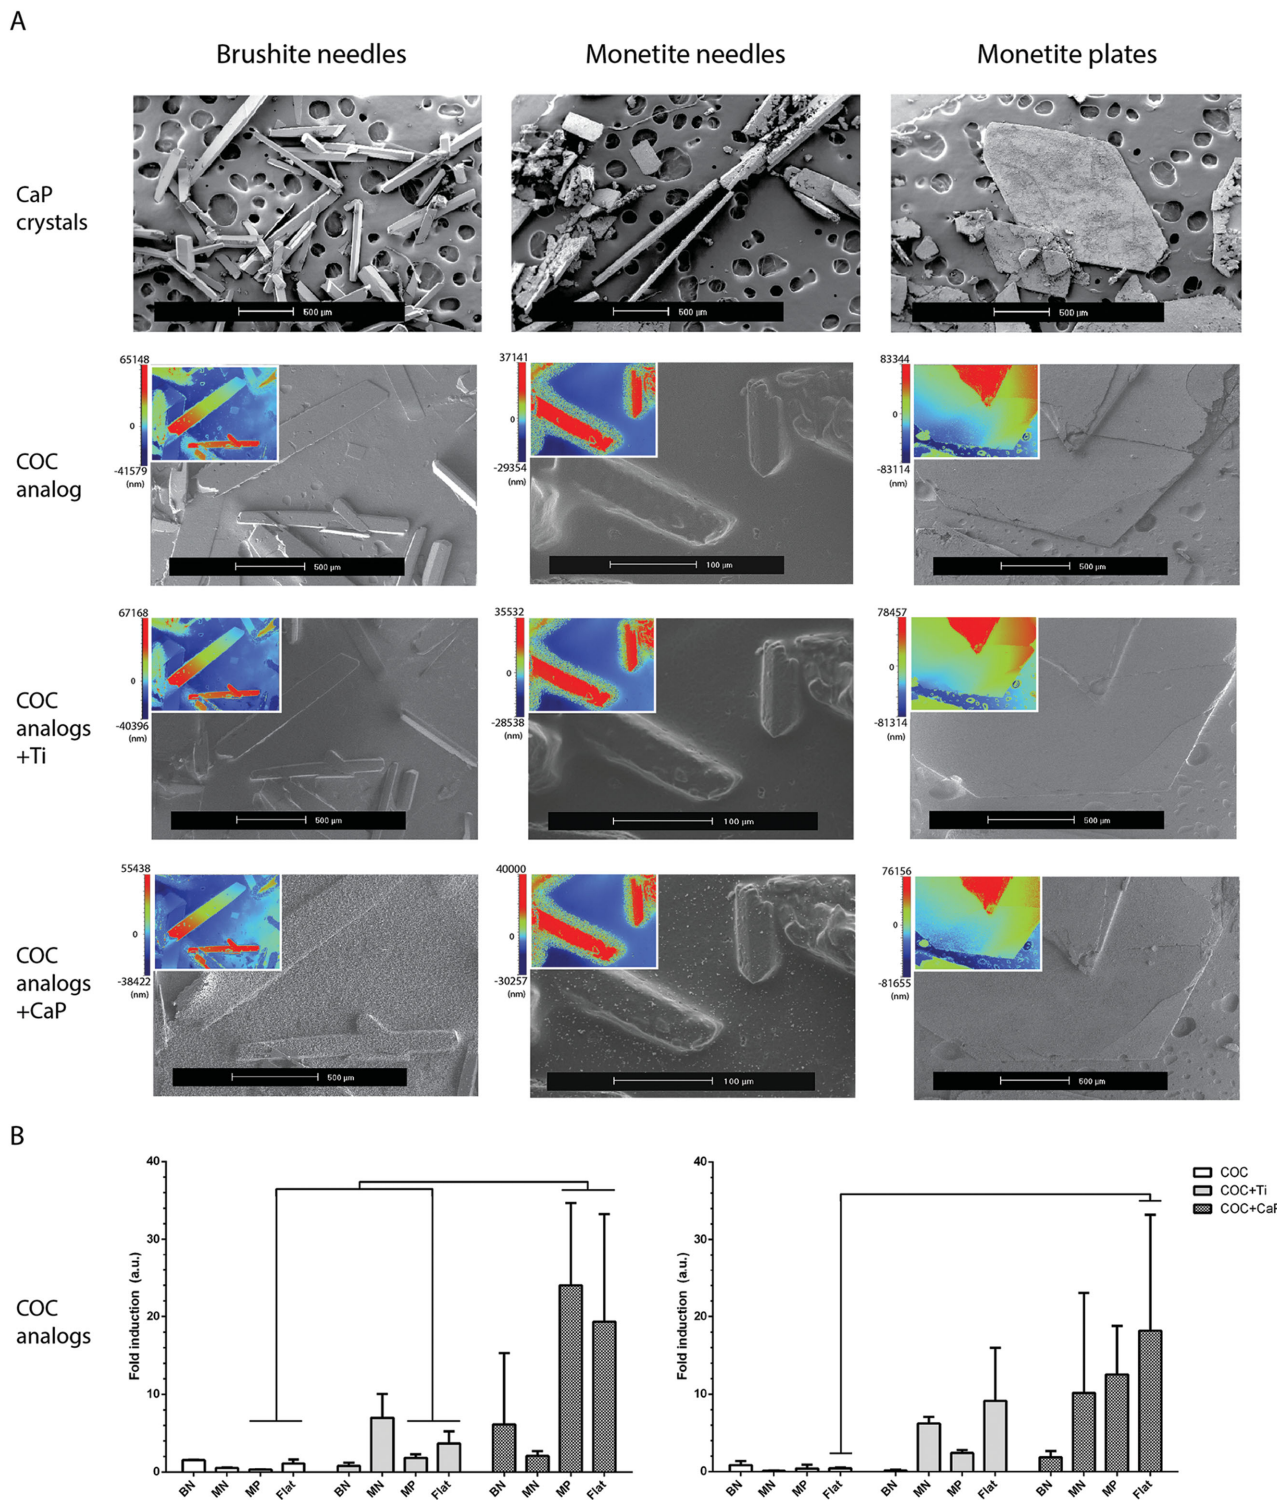 A
Brushite needles
Monetite needles
Monetite plates
CaP
crystals
500 µm
500 µm
500 µm
65148
0
-41579
(nm)
500 µm
37141
0
-29354
(nm)
100 µm
83344
0
-83114
(nm)
500 µm
COC
analog
67168
0
-40396
(nm)
500 µm
35532
0
-28538
(nm)
100 µm
78457
0
-81314
(nm)
500 µm
COC
analogs
+Ti
55438
0
-38422
(nm)
500 µm
40000
0
-30257
(nm)
100 µm
76156
0
-81655
(nm)
500 µm
COC
analogs
+CaP
B
COC
analogs
Fold induction (a.u.)
40
30
20
10
0
BN MN MP Flat BN MN MP Flat BN MN MP Flat
Fold induction (a.u.)
40
30
20
10
0
BN MN MP Flat BN MN MP Flat BN MN MP Flat
COC
COC+Ti
COC+CaP